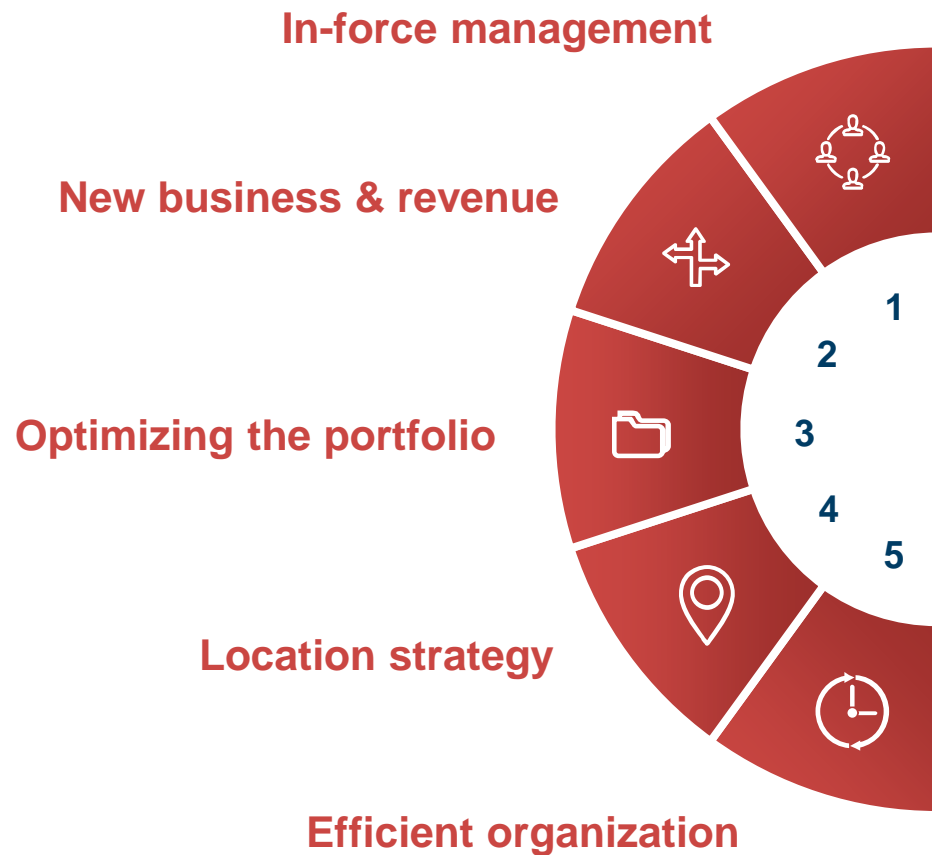 In-force management
1
New business & revenue
2
Optimizing the portfolio
3
Location strategy
4
Efficient organization
5